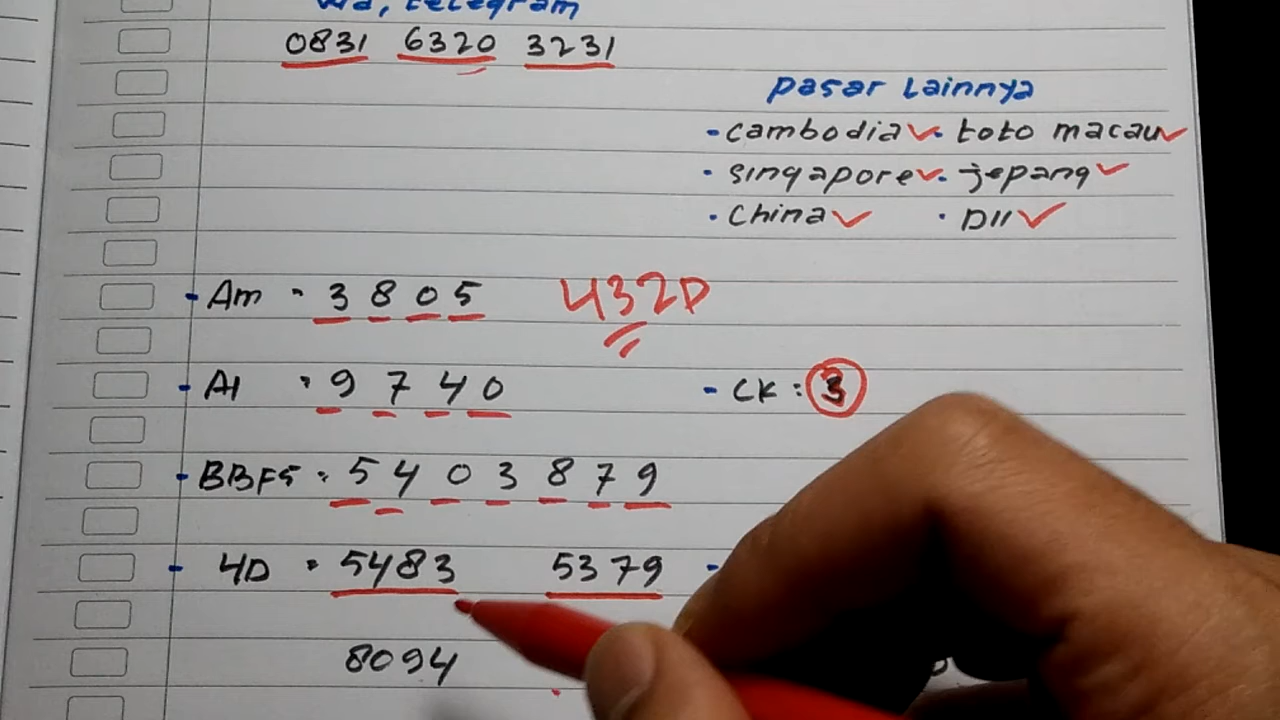 wa, telegram
0831 6320 3231
Pasar Lainnya
• Cambodia ✓ • toto macau ✓
• singapore ✓ • jepang ✓
• China ✓ • Dll ✓
- Am : 3 8 0 5 432D
- AI : 9 7 4 0 - CK : 3
- BBFS : 5 4 0 3 8 7 9
- 4D : 5483 5379 -
8094